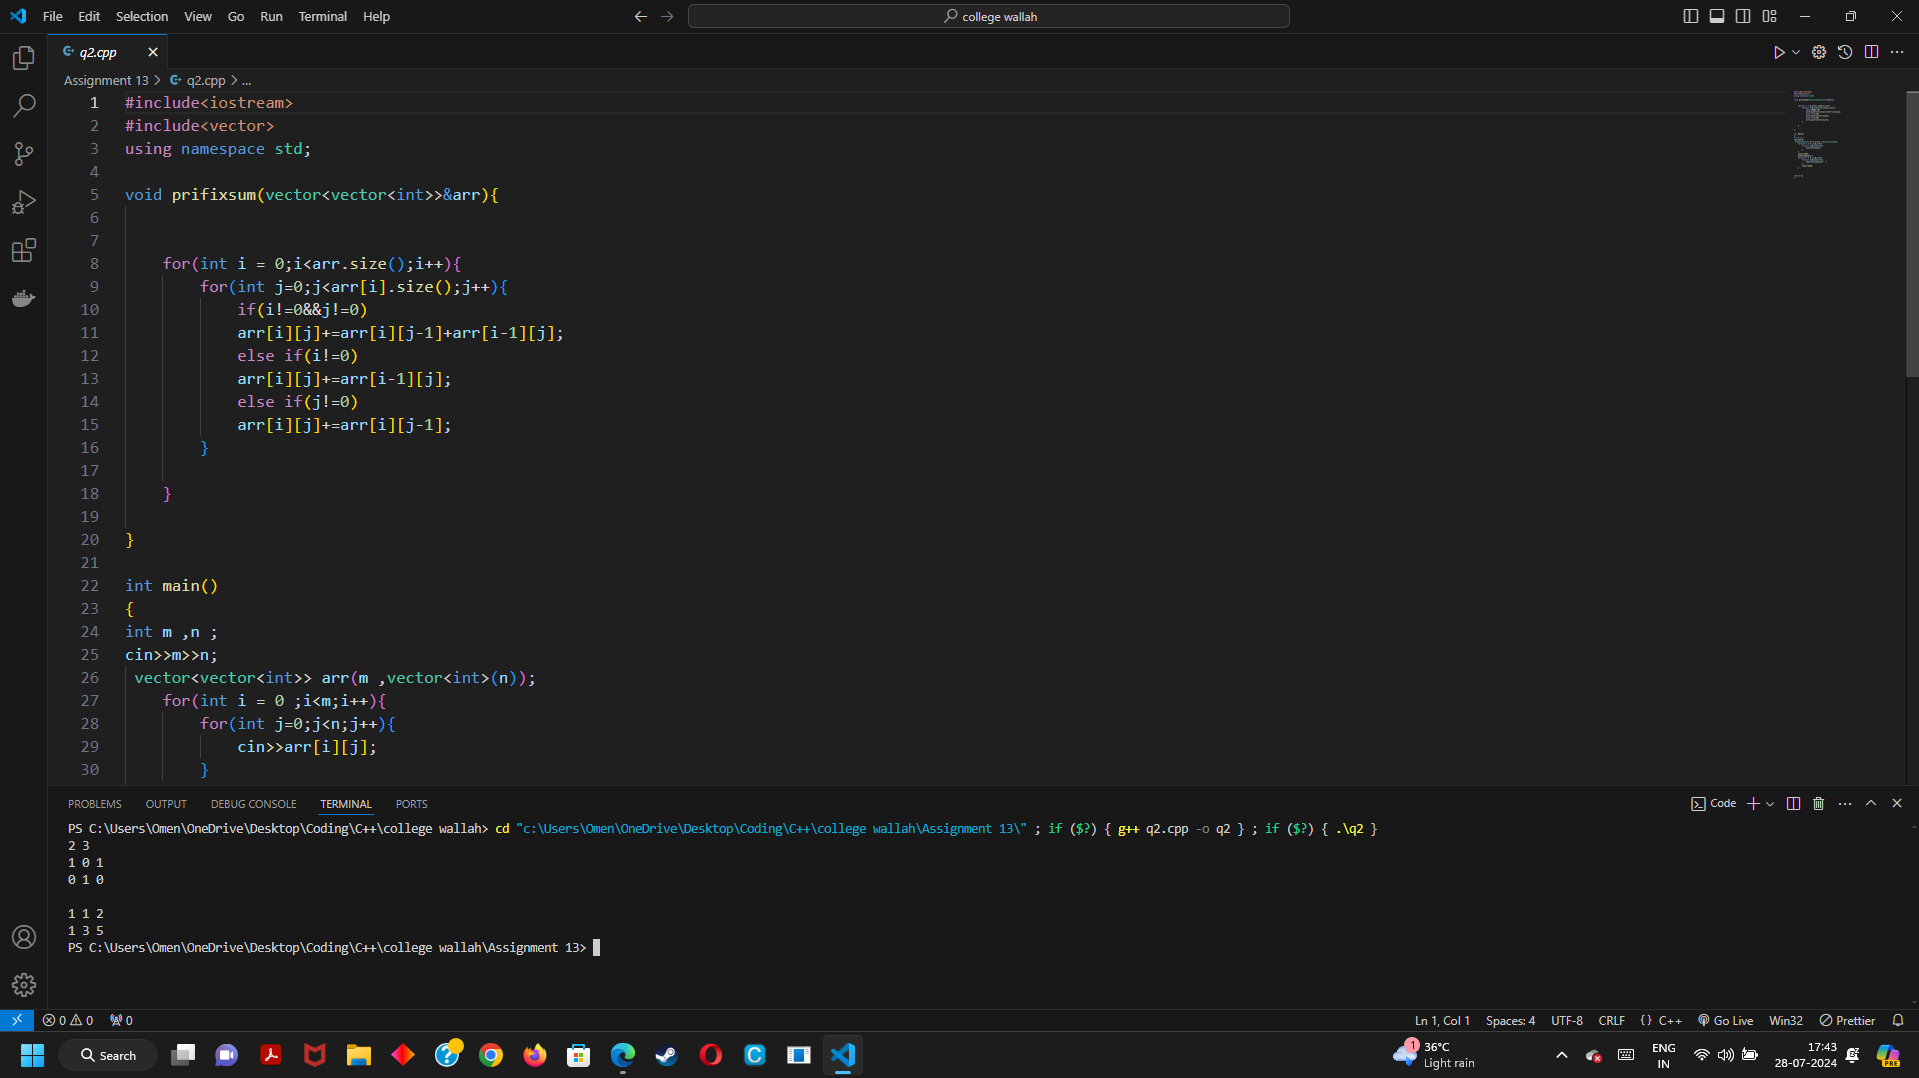 File Edit Selection View Go Run Terminal Help
college wallah
q2.cpp
Assignment 13 > q2.cpp > ...
1 #include<iostream>
2 #include<vector>
3 using namespace std;
4
5 void prifixsum(vector<vector<int>>&arr){
6
7
8 for(int i = 0;i<arr.size();i++){
9 for(int j=0;j<arr[i].size();j++){
10 if(i!=0&&j!=0)
11 arr[i][j]+=arr[i][j-1]+arr[i-1][j];
12 else if(i!=0)
13 arr[i][j]+=arr[i-1][j];
14 else if(j!=0)
15 arr[i][j]+=arr[i][j-1];
16 }
17
18 }
19
20 }
21
22 int main()
23 {
24 int m ,n ;
25 cin>>m>>n;
26 vector<vector<int>> arr(m ,vector<int>(n));
27 for(int i = 0 ;i<m;i++){
28 for(int j=0;j<n;j++){
29 cin>>arr[i][j];
30 }
PROBLEMS OUTPUT DEBUG CONSOLE TERMINAL PORTS
Code
PS C:\Users\Omen\OneDrive\Desktop\Coding\C++\college wallah> cd "c:\Users\Omen\OneDrive\Desktop\Coding\C++\college wallah\Assignment 13\" ; if ($?) { g++ q2.cpp -o q2 } ; if ($?) { .\q2 }
2 3
1 0 1
0 1 0
1 1 2
1 3 5
PS C:\Users\Omen\OneDrive\Desktop\Coding\C++\college wallah\Assignment 13>
0 0 0 Ln 1, Col 1 Spaces: 4 UTF-8 CRLF {} C++ Go Live Win32 Prettier
Search
1
36°C
Light rain
ENG
IN
17:43
28-07-2024
PRE